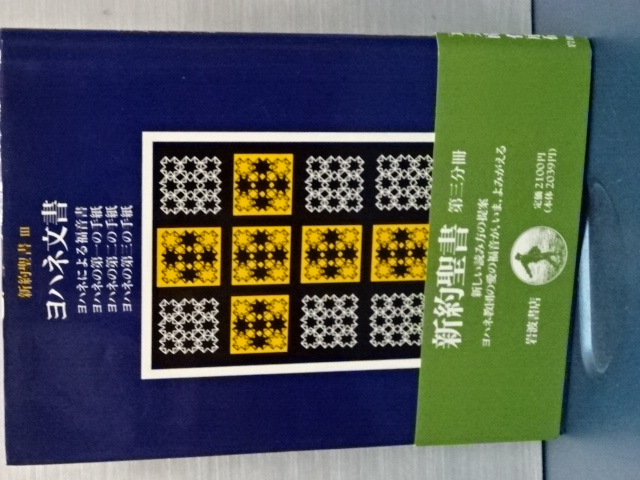 新約聖書 Ⅲ
ヨハネ文書
ヨハネによる福音書
ヨハネの第一の手紙
ヨハネの第二の手紙
ヨハネの第三の手紙
新約聖書 第三分冊
新しい読み方の提案
ヨハネ教団の愛の福音が、いま、よみがえる
定価2100円
(本体2039円)
岩波書店